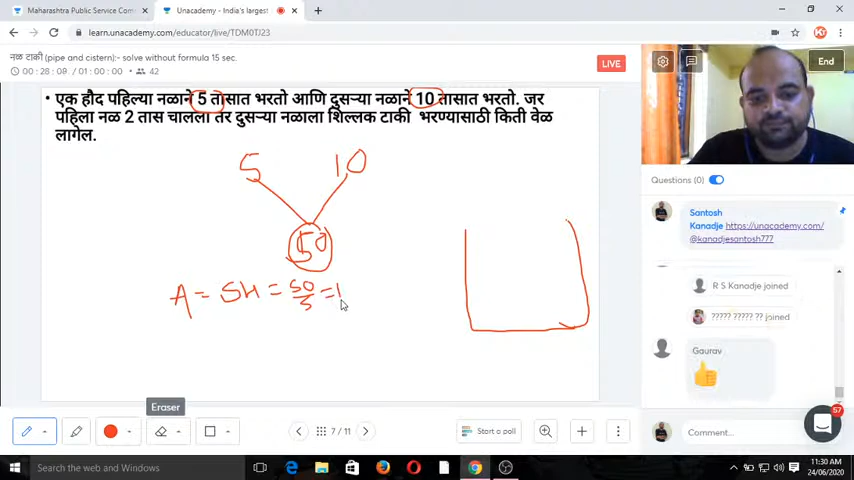 Maharashtra Public Service Com
Unacademy - India's largest
learn.unacademy.com/educator/live/TDM0TJ23
नळ टाकी (pipe and cistern):- solve without formula 15 sec.
00:28:09 / 01:00:00
42
LIVE
End
• एक हौद पहिल्या नळाने 5 तासात भरतो आणि दुसऱ्या नळाने 10 तासात भरतो. जर
पहिला नळ 2 तास चालला तर दुसऱ्या नळाला शिल्लक टाकी भरण्यासाठी किती वेळ
लागेल.
5 10
50
A = 5H = 50/5 = 1
Questions (0)
Santosh
Kanadje https://unacademy.com/
@kanadjesantosh777
R S Kanadje joined
????? ????? ?? joined
Gaurav
Eraser
7 / 11
Start a poll
57
Comment...
Search the web and Windows
11:30 AM
24/06/2020